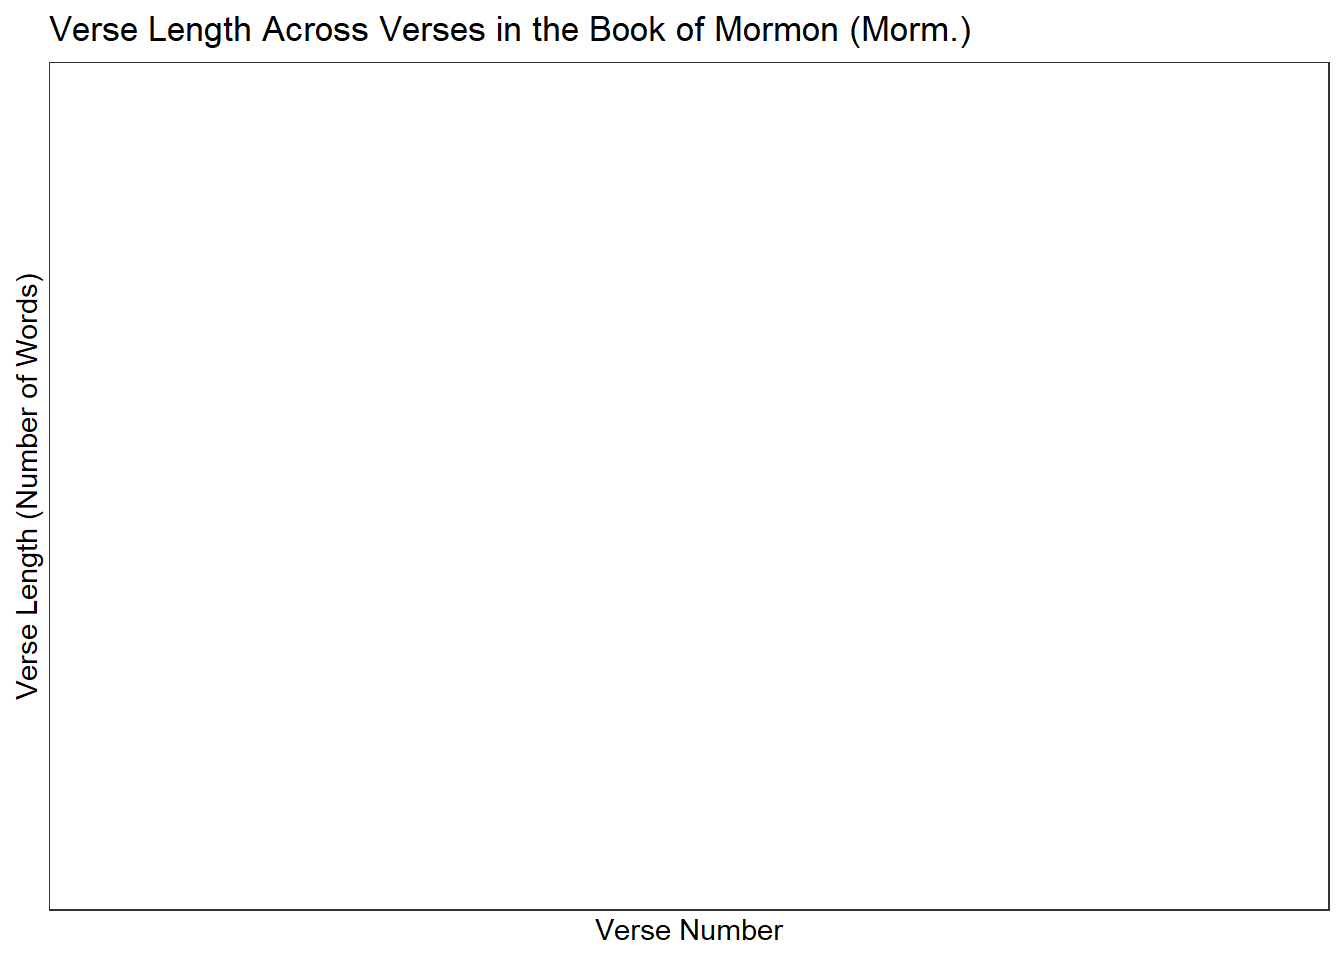 Verse Length Across Verses in the Book of Mormon (Morm.)
Verse Length (Number of Words)
Verse Number